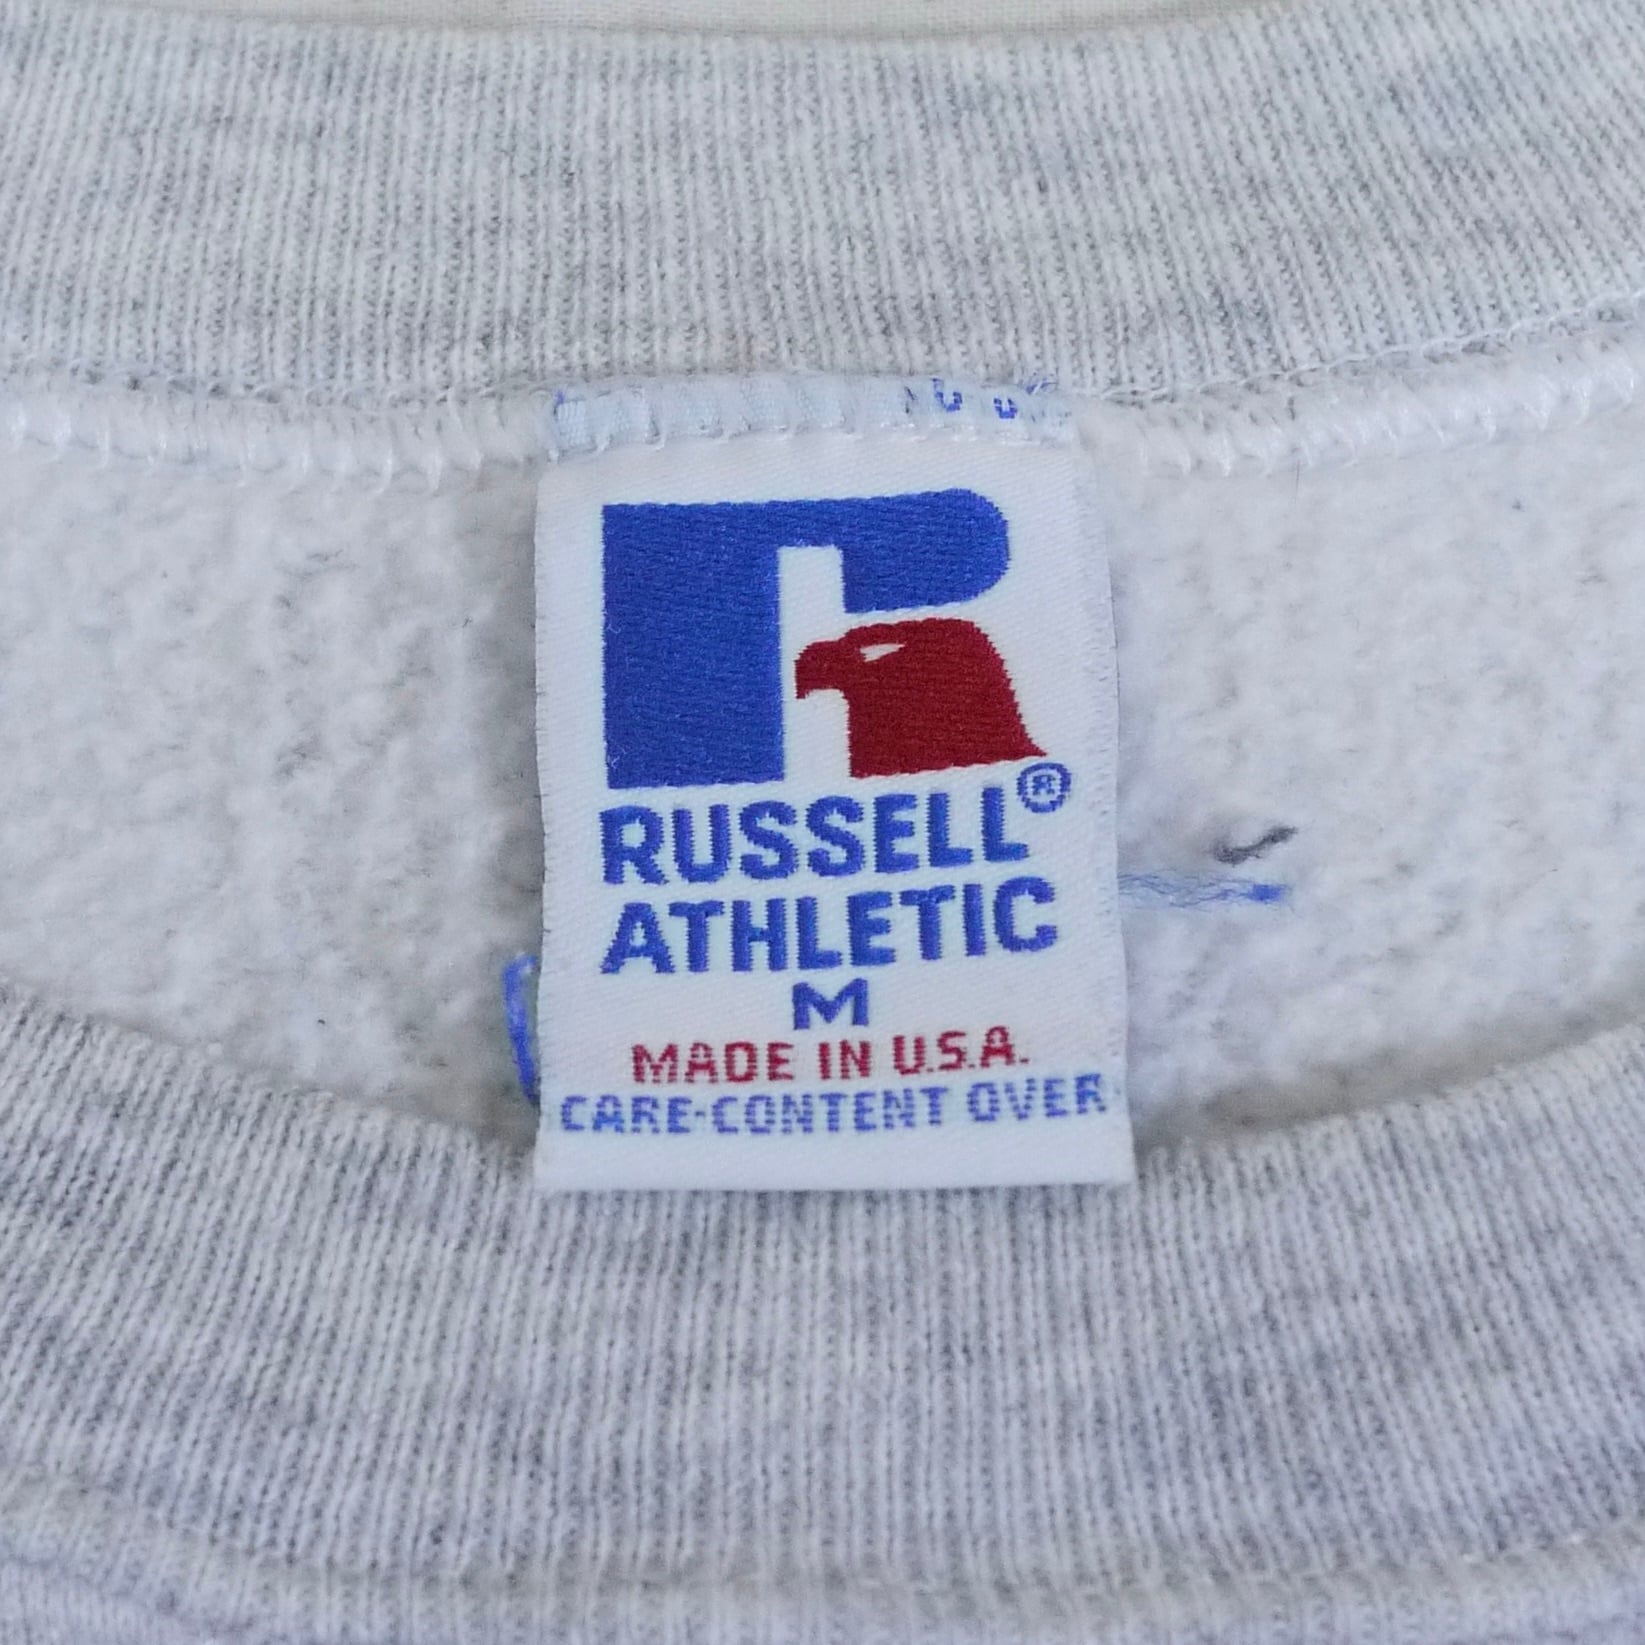 RUSSELL®
ATHLETIC
M
MADE IN U.S.A.
CARE-CONTENT OVER